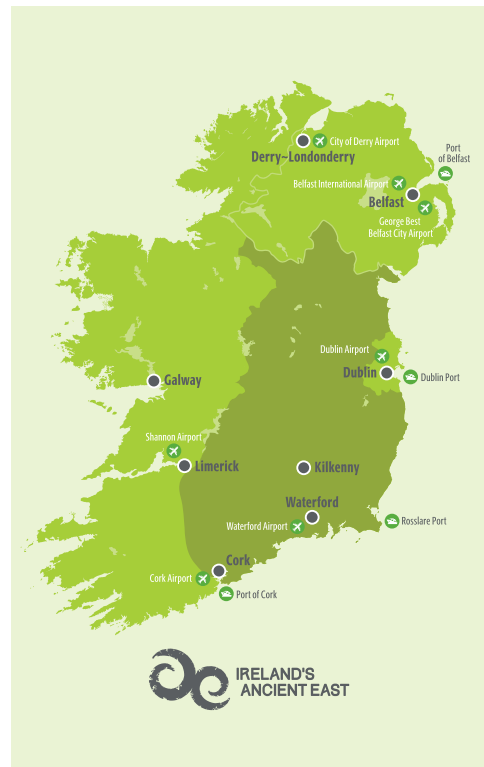 City of Derry Airport
Derry~Londonderry
Port
of Belfast
Belfast International Airport
Belfast
George Best
Belfast City Airport
Dublin Airport
Dublin
Dublin Port
Galway
Shannon Airport
Limerick
Kilkenny
Waterford
Waterford Airport
Rosslare Port
Cork
Cork Airport
Port of Cork
IRELAND'S
ANCIENT EAST